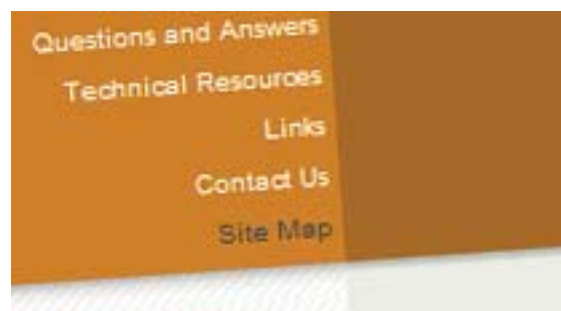 Questions and Answers
Technical Resources
Links
Contact Us
Site Map